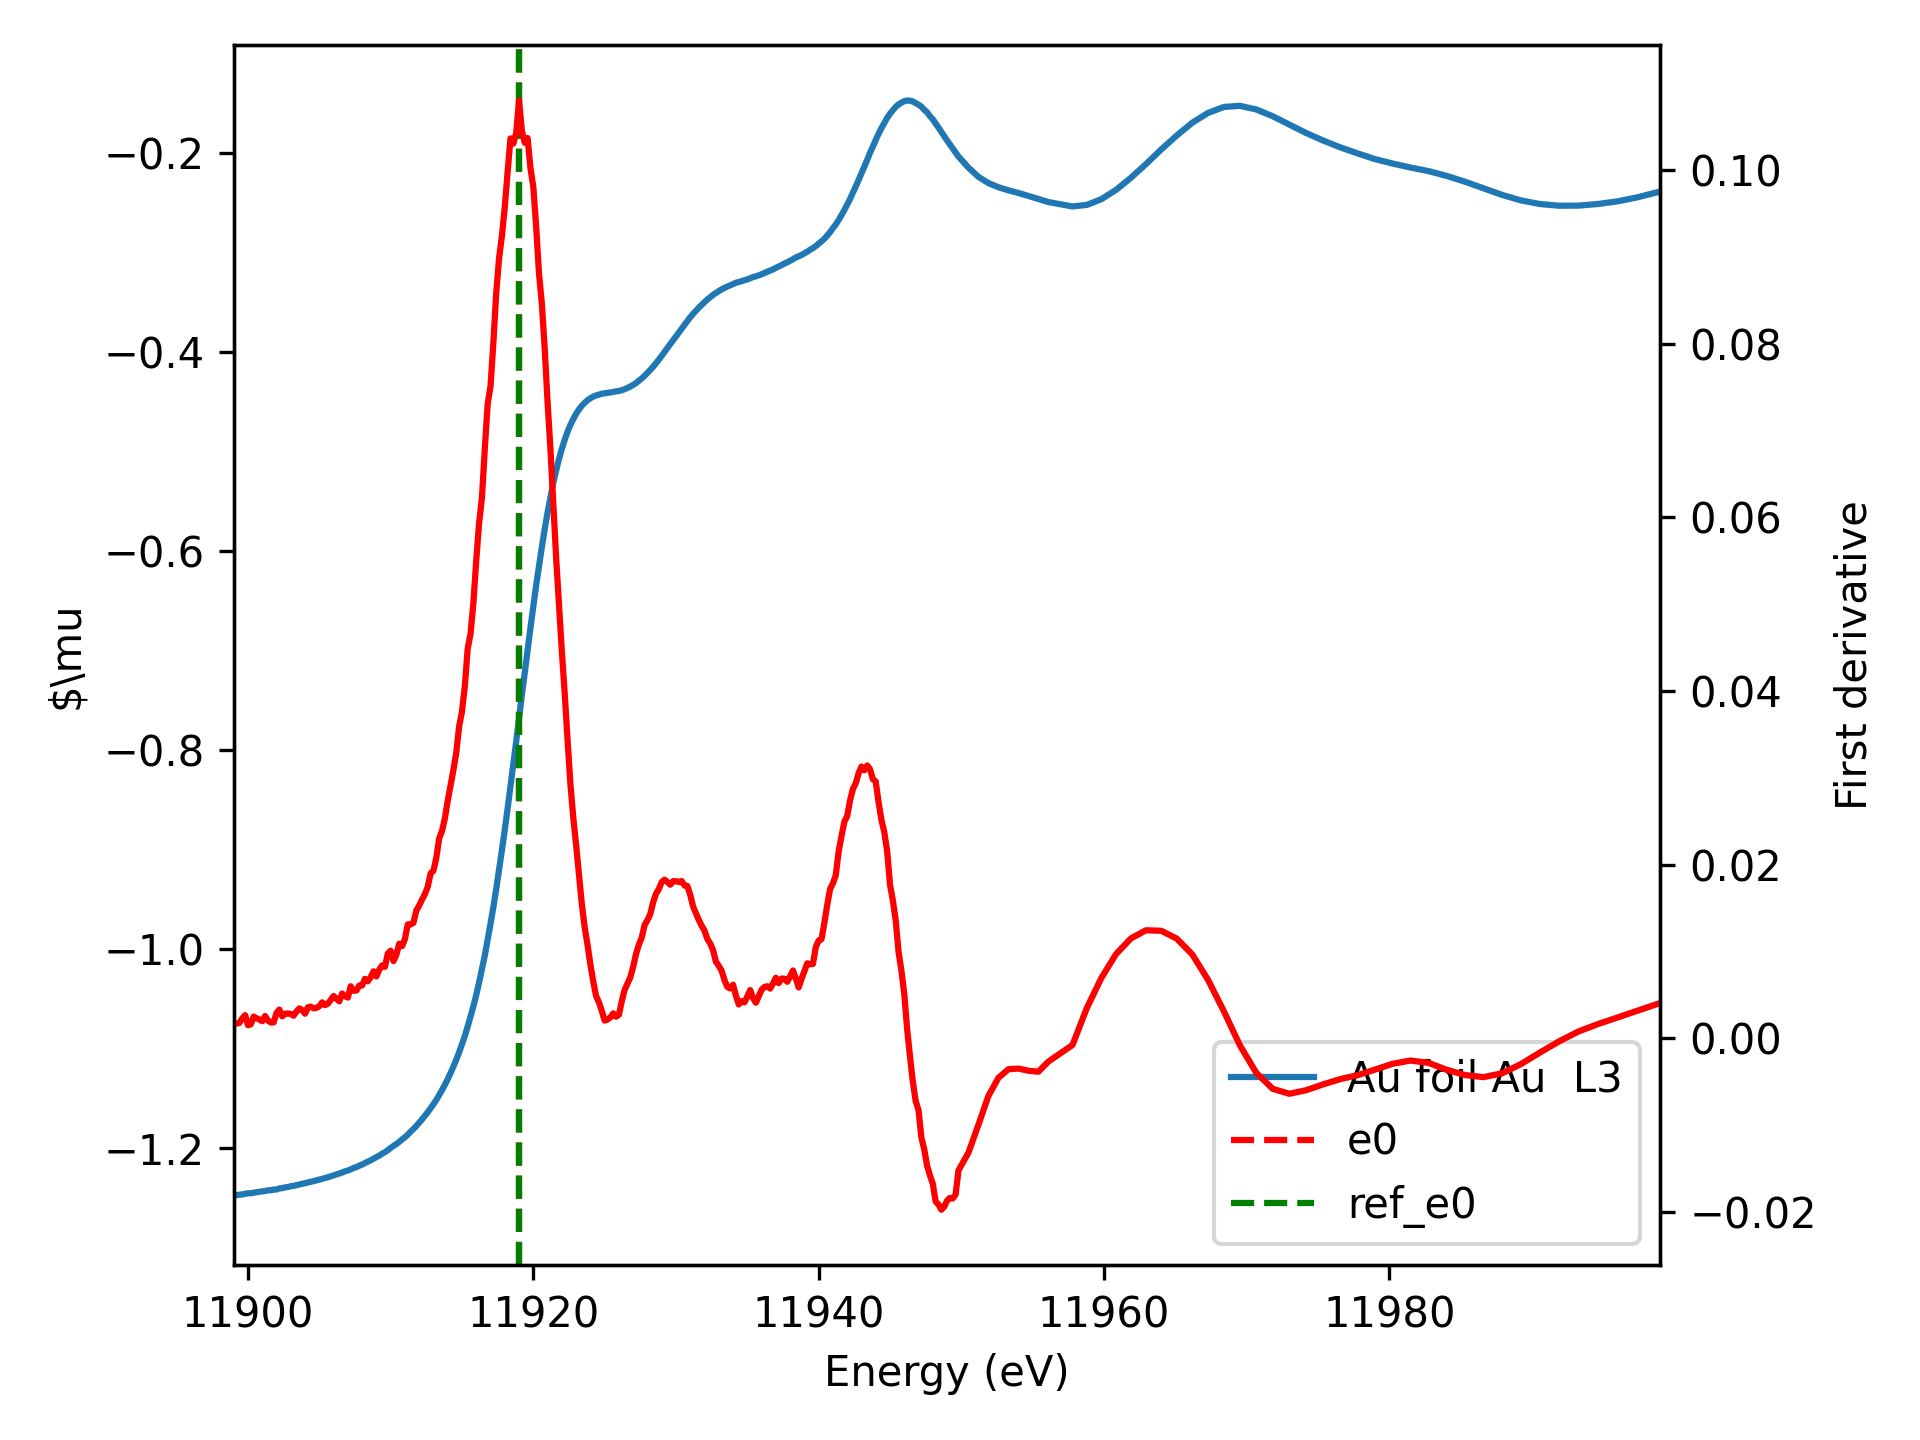 −0.2
−0.4
−0.6
−0.8
−1.0
−1.2
$\mu
0.10
0.08
0.06
0.04
0.02
0.00
−0.02
First derivative
Au foil Au  L3
e0
ref_e0
11900 11920 11940 11960 11980
Energy (eV)